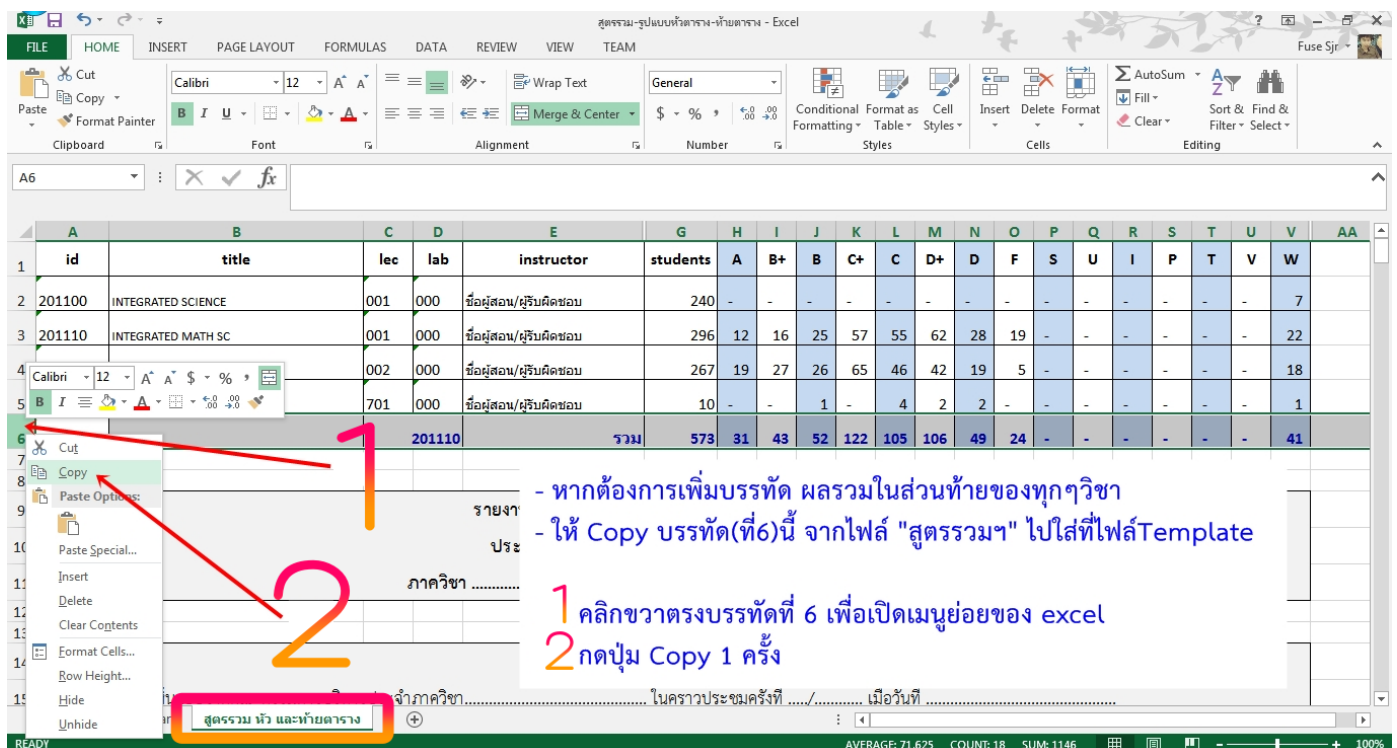 สูตรรวม-รูปแบบหัวตาราง-ท้ายตาราง - Excel
FILE HOME INSERT PAGE LAYOUT FORMULAS DATA REVIEW VIEW TEAM Fuse Sjr
Cut
Copy
Format Painter
Paste
Calibri 12
B I U
Wrap Text
Merge & Center
General
$ % ,
Conditional Formatting
Format as Table
Cell Styles
Insert Delete Format
AutoSum
Fill
Clear
Sort & Filter
Find & Select
Clipboard Font Alignment Number Styles Cells Editing
A6 fx
A B C D E G H I J K L M N O P Q R S T U V AA
1 id title lec lab instructor students A B+ B C+ C D+ D F S U I P T V W
2 201100 INTEGRATED SCIENCE 001 000 ชื่อผู้สอน/ผู้รับผิดชอบ 240 - - - - - - - - - - - - - - 7
3 201110 INTEGRATED MATH SC 001 000 ชื่อผู้สอน/ผู้รับผิดชอบ 296 12 16 25 57 55 62 28 19 - - - - - - 22
4 002 000 ชื่อผู้สอน/ผู้รับผิดชอบ 267 19 27 26 65 46 42 19 5 - - - - - - 18
5 701 000 ชื่อผู้สอน/ผู้รับผิดชอบ 10 - - 1 - 4 2 2 - - - - - - - 1
6 201110 รวม 573 31 43 52 122 105 106 49 24 - - - - - - 41
Calibri 12 A A $ % ,
B I A
Cut
Copy
Paste Options:
Paste Special...
Insert
Delete
Clear Contents
Format Cells...
Row Height...
Hide
Unhide
1
2
รายงา
ประ
ภาควิชา ............
- หากต้องการเพิ่มบรรทัด ผลรวมในส่วนท้ายของทุกๆวิชา
- ให้ Copy บรรทัด(ที่6)นี้ จากไฟล์ "สูตรรวมฯ" ไปใส่ที่ไฟล์Template
1 คลิกขวาตรงบรรทัดที่ 6 เพื่อเปิดเมนูย่อยของ excel
2 กดปุ่ม Copy 1 ครั้ง
ในคราวประชุมครั้งที่ ...../............ เมื่อวันที่ ........................................
สูตรรวม หัว และท้ายตาราง
READY AVERAGE: 71.625 COUNT: 18 SUM: 1146 100%